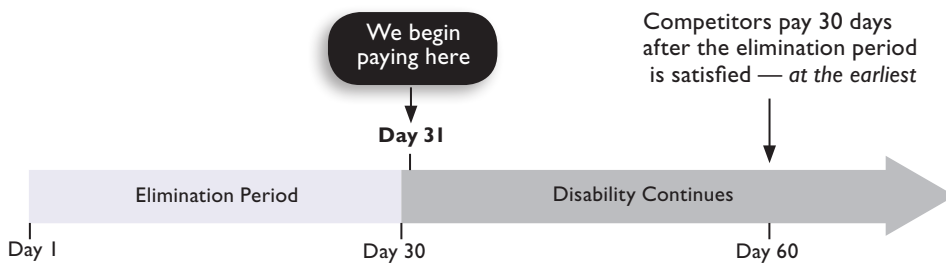 We begin
paying here
Competitors pay 30 days
after the elimination period
is satisfied — at the earliest
Day 31
Elimination Period
Disability Continues
Day 1
Day 30
Day 60